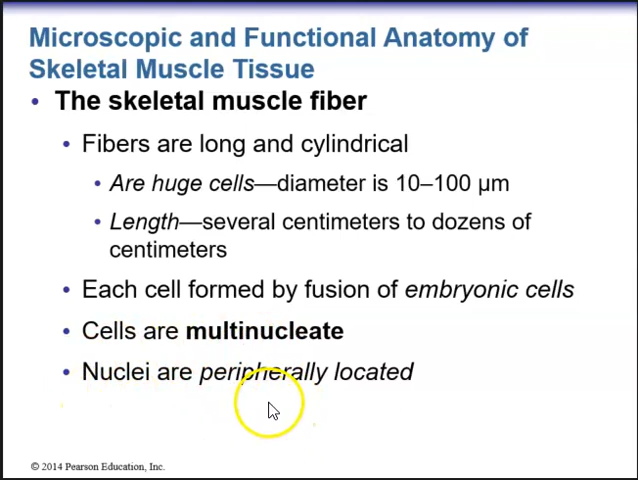 Microscopic and Functional Anatomy of
Skeletal Muscle Tissue
• The skeletal muscle fiber
• Fibers are long and cylindrical
• Are huge cells—diameter is 10–100 μm
• Length—several centimeters to dozens of
centimeters
• Each cell formed by fusion of embryonic cells
• Cells are multinucleate
• Nuclei are peripherally located
© 2014 Pearson Education, Inc.